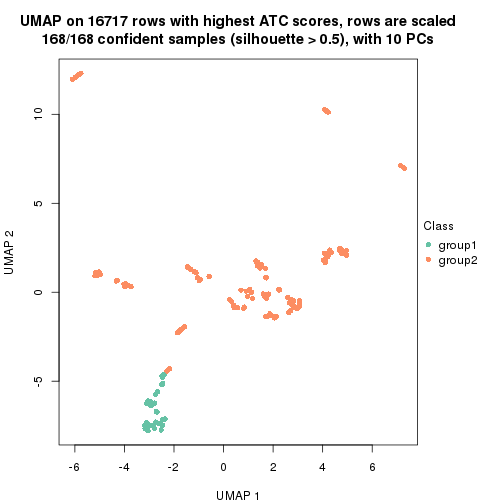 UMAP on 16717 rows with highest ATC scores, rows are scaled
168/168 confident samples (silhouette > 0.5), with 10 PCs
10
5
0
-5
UMAP 2
-6
-4
-2
0
2
4
6
UMAP 1
Class
group1
group2